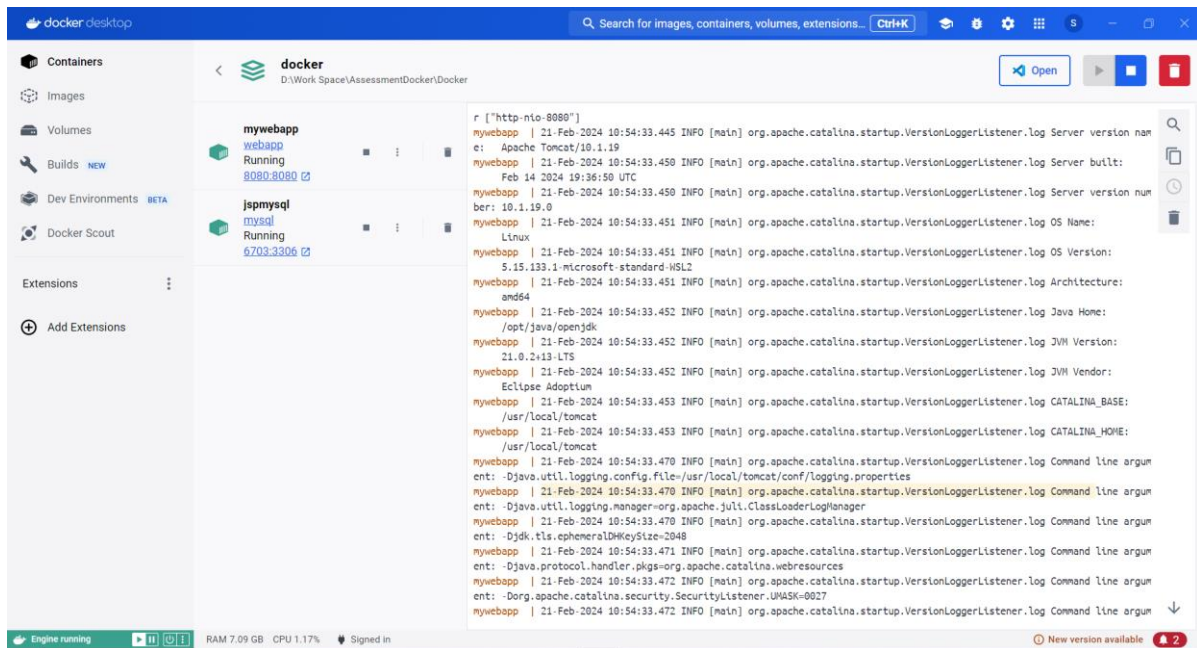 docker desktop
Search for images, containers, volumes, extensions... Ctrl+K
S
Containers
Images
Volumes
Builds NEW
Dev Environments BETA
Docker Scout
Extensions
Add Extensions
docker
D:\Work Space\AssessmentDocker\Docker
Open
mywebapp
webapp
Running
8080:8080
jspmysql
mysql
Running
6703:3306
r ["http-nio-8080"]
mywebapp | 21-Feb-2024 10:54:33.445 INFO [main] org.apache.catalina.startup.VersionLoggerListener.log Server version nam
e: Apache Tomcat/10.1.19
mywebapp | 21-Feb-2024 10:54:33.450 INFO [main] org.apache.catalina.startup.VersionLoggerListener.log Server built:
Feb 14 2024 19:36:50 UTC
mywebapp | 21-Feb-2024 10:54:33.450 INFO [main] org.apache.catalina.startup.VersionLoggerListener.log Server version num
ber: 10.1.19.0
mywebapp | 21-Feb-2024 10:54:33.451 INFO [main] org.apache.catalina.startup.VersionLoggerListener.log OS Name:
Linux
mywebapp | 21-Feb-2024 10:54:33.451 INFO [main] org.apache.catalina.startup.VersionLoggerListener.log OS Version:
5.15.133.1-microsoft-standard-WSL2
mywebapp | 21-Feb-2024 10:54:33.451 INFO [main] org.apache.catalina.startup.VersionLoggerListener.log Architecture:
amd64
mywebapp | 21-Feb-2024 10:54:33.452 INFO [main] org.apache.catalina.startup.VersionLoggerListener.log Java Home:
/opt/java/openjdk
mywebapp | 21-Feb-2024 10:54:33.452 INFO [main] org.apache.catalina.startup.VersionLoggerListener.log JVM Version:
21.0.2+13-LTS
mywebapp | 21-Feb-2024 10:54:33.452 INFO [main] org.apache.catalina.startup.VersionLoggerListener.log JVM Vendor:
Eclipse Adoptium
mywebapp | 21-Feb-2024 10:54:33.453 INFO [main] org.apache.catalina.startup.VersionLoggerListener.log CATALINA_BASE:
/usr/local/tomcat
mywebapp | 21-Feb-2024 10:54:33.453 INFO [main] org.apache.catalina.startup.VersionLoggerListener.log CATALINA_HOME:
/usr/local/tomcat
mywebapp | 21-Feb-2024 10:54:33.470 INFO [main] org.apache.catalina.startup.VersionLoggerListener.log Command line argum
ent: -Djava.util.logging.config.file=/usr/local/tomcat/conf/logging.properties
mywebapp | 21-Feb-2024 10:54:33.470 INFO [main] org.apache.catalina.startup.VersionLoggerListener.log Command line argum
ent: -Djava.util.logging.manager=org.apache.juli.ClassLoaderLogManager
mywebapp | 21-Feb-2024 10:54:33.470 INFO [main] org.apache.catalina.startup.VersionLoggerListener.log Command line argum
ent: -Djdk.tls.ephemeralDHKeySize=2048
mywebapp | 21-Feb-2024 10:54:33.471 INFO [main] org.apache.catalina.startup.VersionLoggerListener.log Command line argum
ent: -Djava.protocol.handler.pkgs=org.apache.catalina.webresources
mywebapp | 21-Feb-2024 10:54:33.472 INFO [main] org.apache.catalina.startup.VersionLoggerListener.log Command line argum
ent: -Dorg.apache.catalina.security.SecurityListener.UMASK=0027
mywebapp | 21-Feb-2024 10:54:33.472 INFO [main] org.apache.catalina.startup.VersionLoggerListener.log Command line argum
Engine running
RAM 7.09 GB CPU 1.17% Signed in
New version available
2